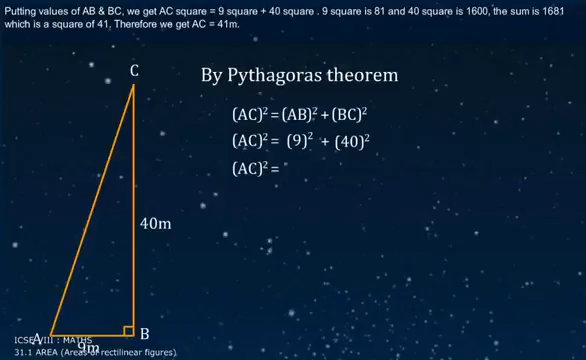 Putting values of AB & BC, we get AC square = 9 square + 40 square . 9 square is 81 and 40 square is 1600, the sum is 1681
which is a square of 41. Therefore we get AC = 41m.
C
By Pythagoras theorem
(AC)² = (AB)² + (BC)²
(AC)² = (9)² + (40)²
(AC)² =
40m
A
B
9m
ICSE VIII : MATHS
31.1 AREA (Areas of rectilinear figures)